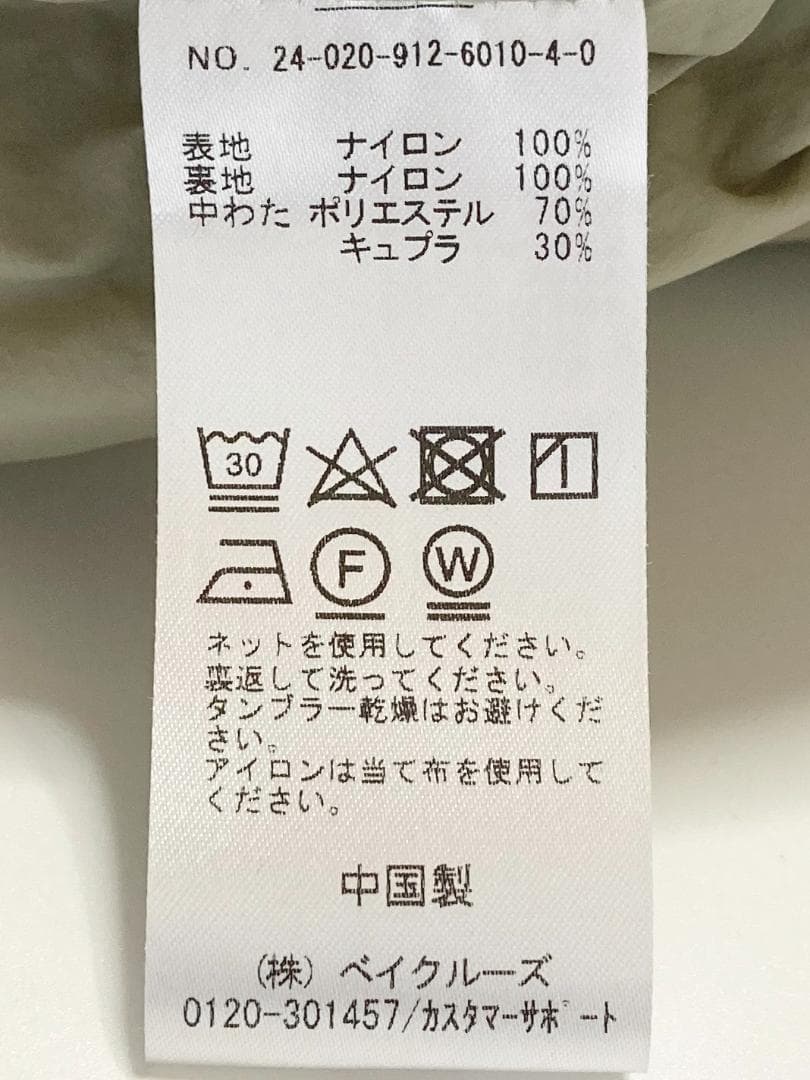 NO. 24-020-912-6010-4-0
表地 ナイロン 100%
裏地 ナイロン 100%
中わた ポリエステル 70%
キュプラ 30%
30
F W
ネットを使用してください。
裏返して洗ってください。
タンブラー乾燥はお避けくだ
さい。
アイロンは当て布を使用して
ください。
中国製
(株) ベイクルーズ
0120-301457/カスタマーサポート